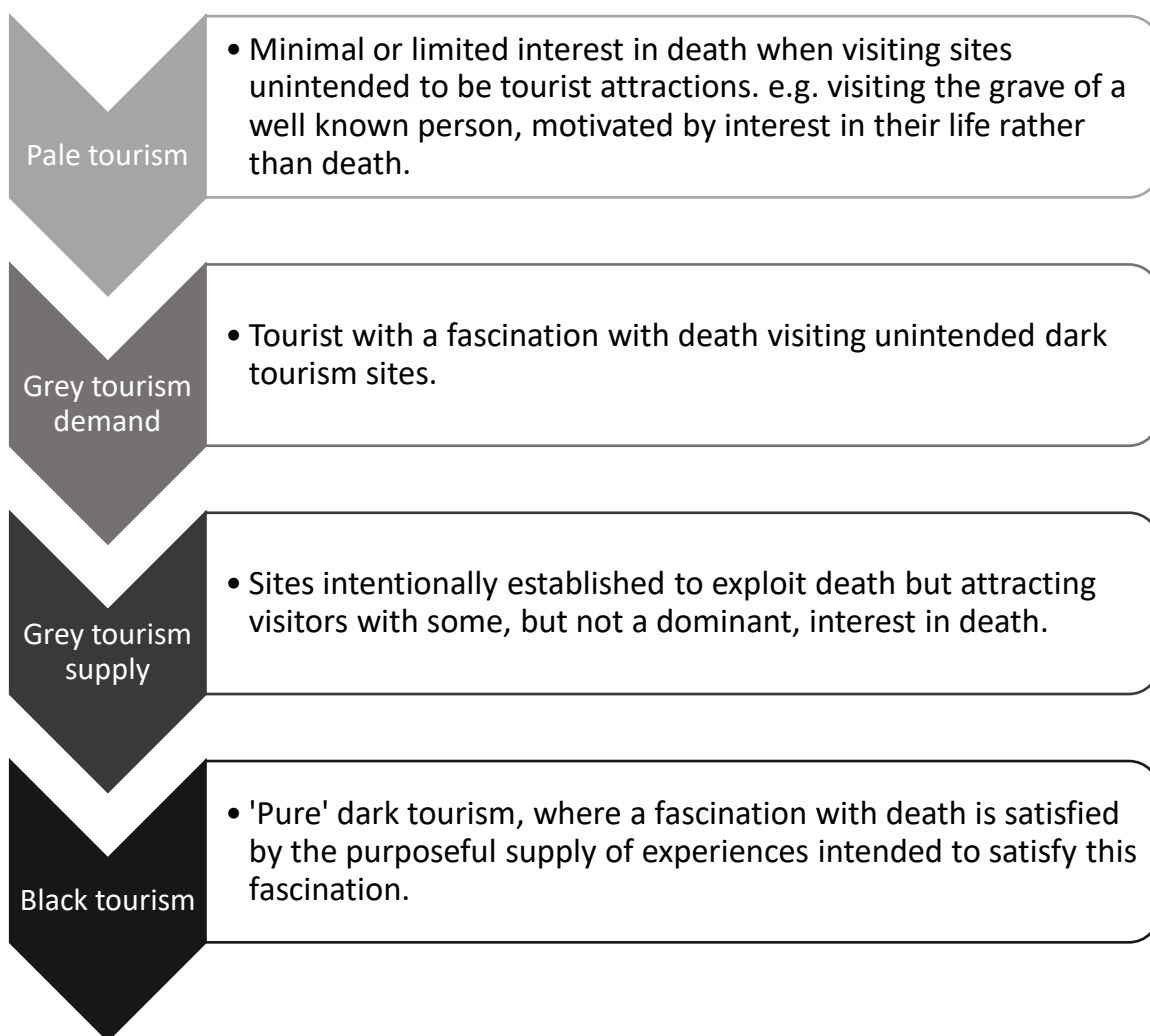 Pale tourism
• Minimal or limited interest in death when visiting sites
unintended to be tourist attractions. e.g. visiting the grave of a
well known person, motivated by interest in their life rather
than death.
Grey tourism
demand
• Tourist with a fascination with death visiting unintended dark
tourism sites.
Grey tourism
supply
• Sites intentionally established to exploit death but attracting
visitors with some, but not a dominant, interest in death.
Black tourism
• 'Pure' dark tourism, where a fascination with death is satisfied
by the purposeful supply of experiences intended to satisfy this
fascination.